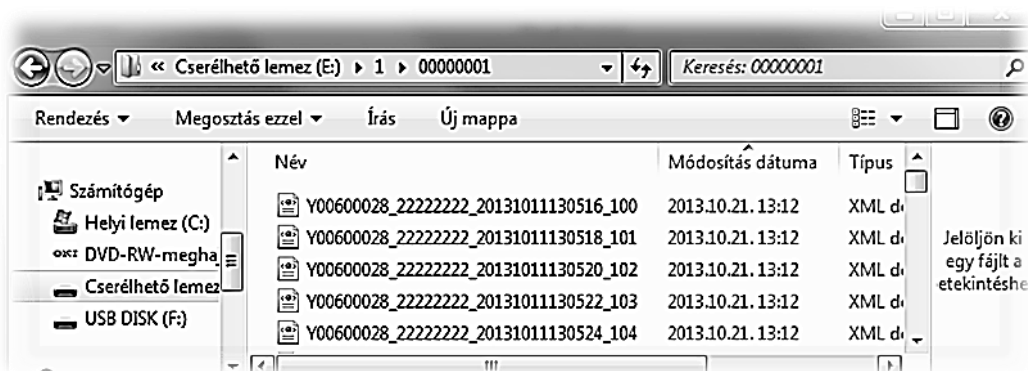 « Cserélhető lemez (E:) ▸ 1 ▸ 00000001
Keresés: 00000001
Rendezés ▾ Megosztás ezzel ▾ Írás Új mappa
Számítógép
Helyi lemez (C:)
DVD-RW-megha
Cserélhető lemez
USB DISK (F:)
Név Módosítás dátuma Típus
Y00600028_22222222_20131011130516_100 2013.10.21. 13:12 XML d
Y00600028_22222222_20131011130518_101 2013.10.21. 13:12 XML d
Y00600028_22222222_20131011130520_102 2013.10.21. 13:12 XML d
Y00600028_22222222_20131011130522_103 2013.10.21. 13:12 XML d
Y00600028_22222222_20131011130524_104 2013.10.21. 13:12 XML d
Jelöljön ki
egy fájlt a
etekintéshe